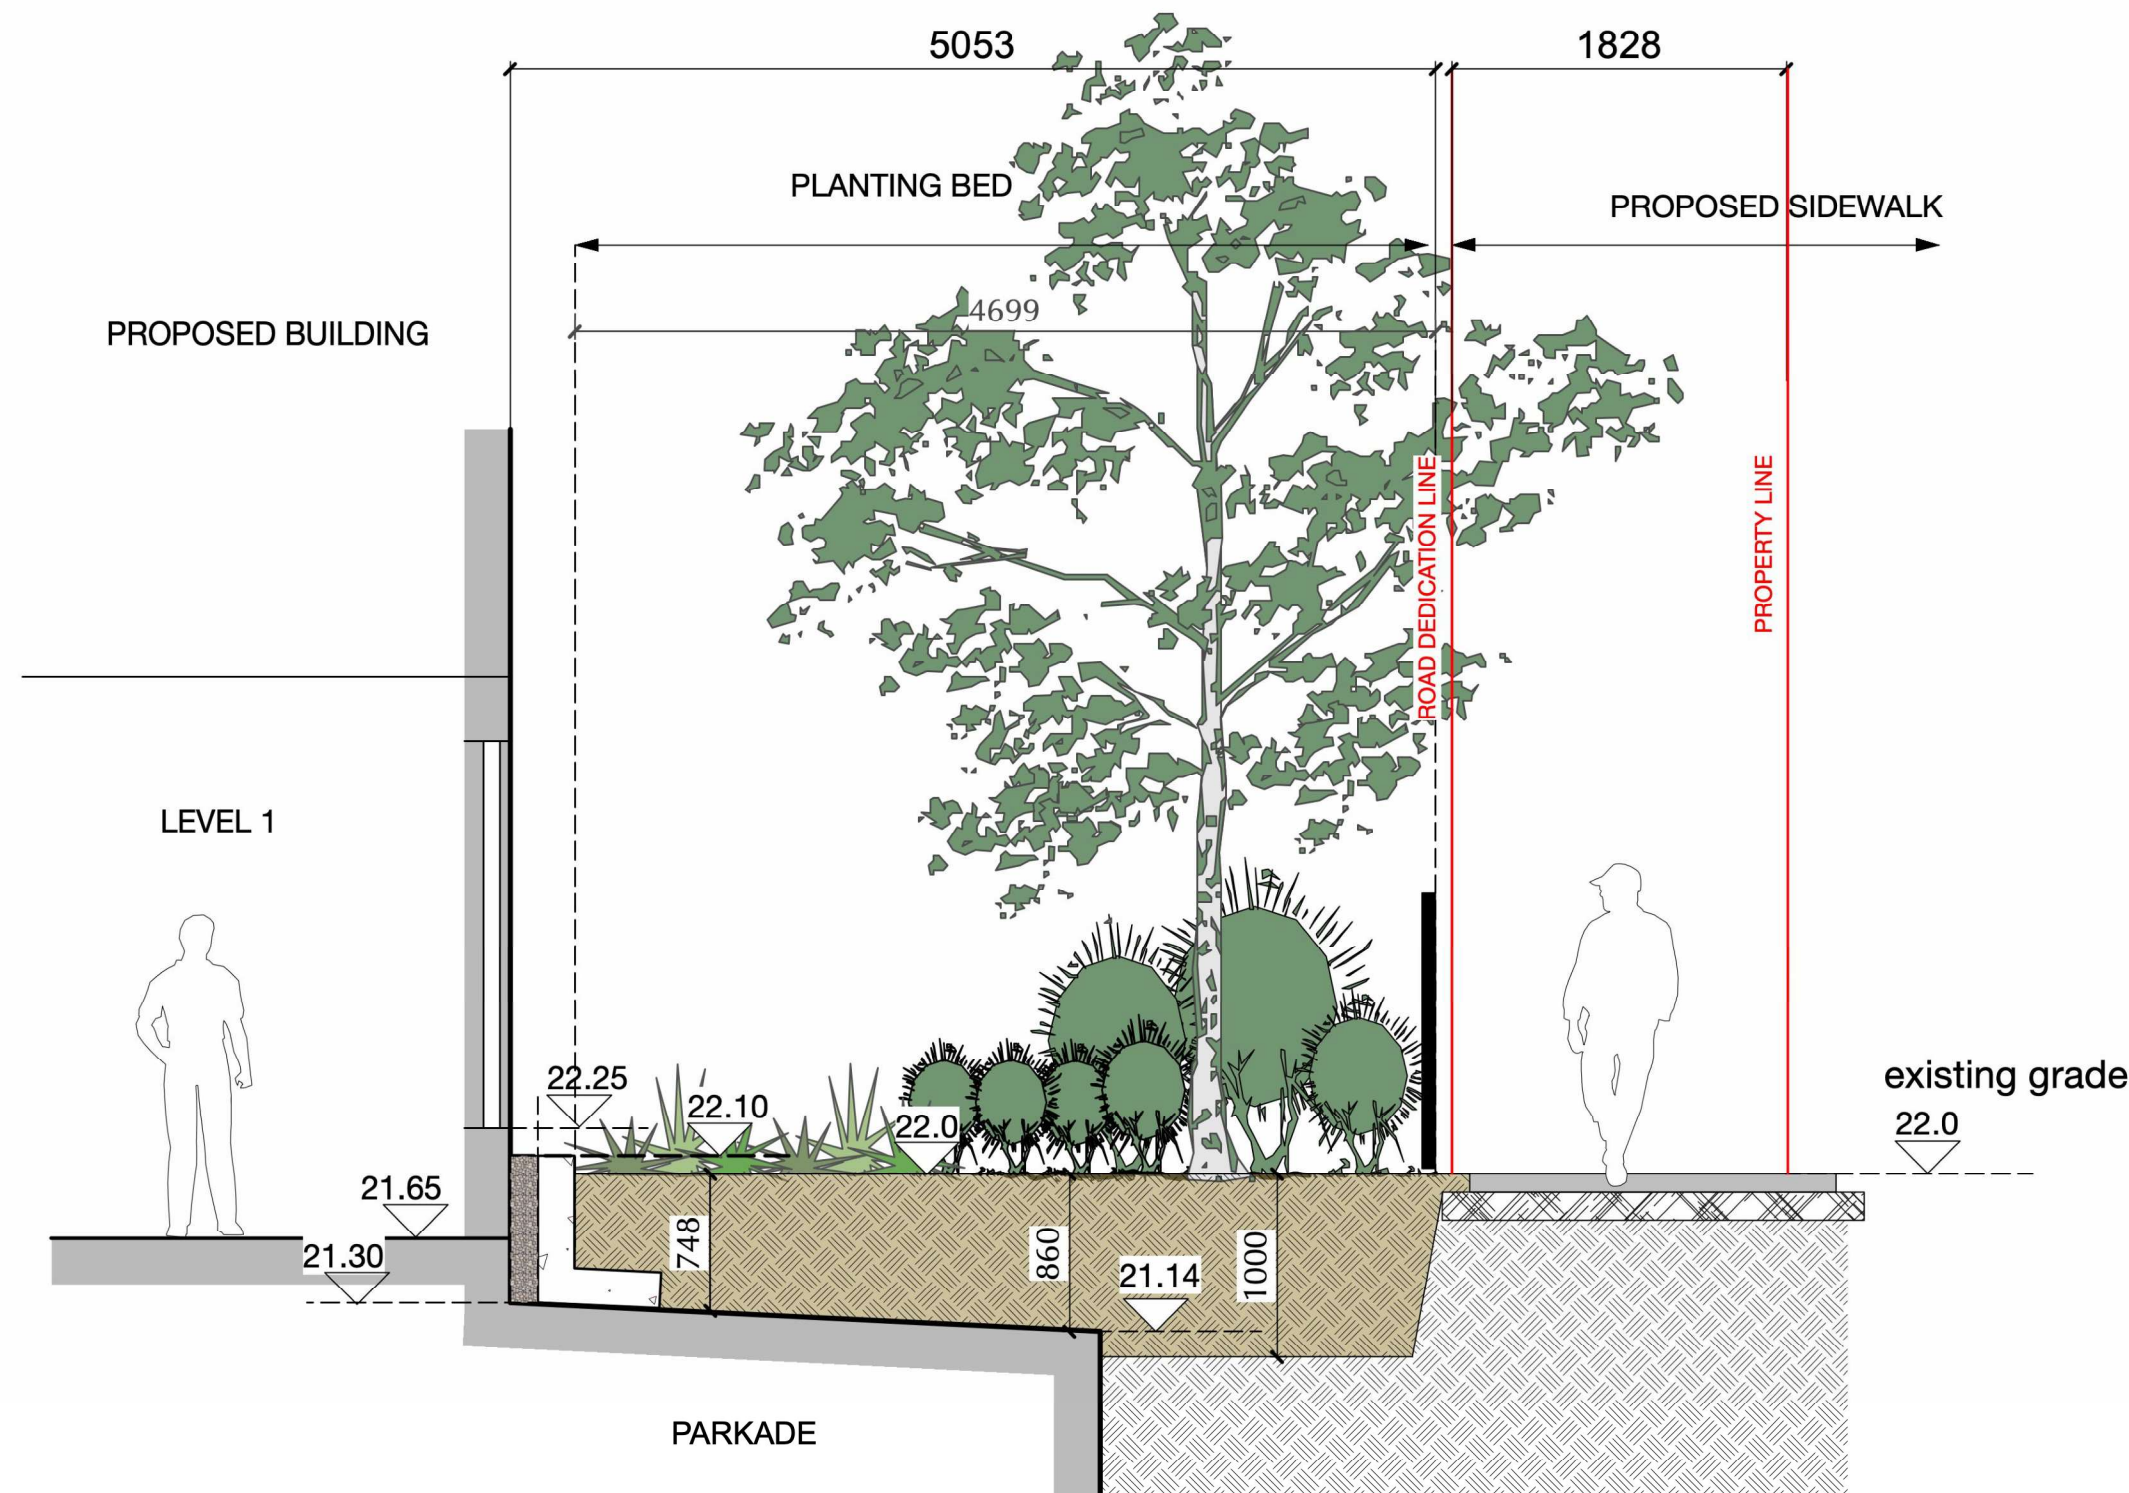 5053
1828
PLANTING BED
PROPOSED SIDEWALK
4699
PROPOSED BUILDING
ROAD DEDICATION LINE
PROPERTY LINE
LEVEL 1
existing grade
22.25
22.10
22.0
22.0
21.65
748
860
1000
21.30
21.14
PARKADE